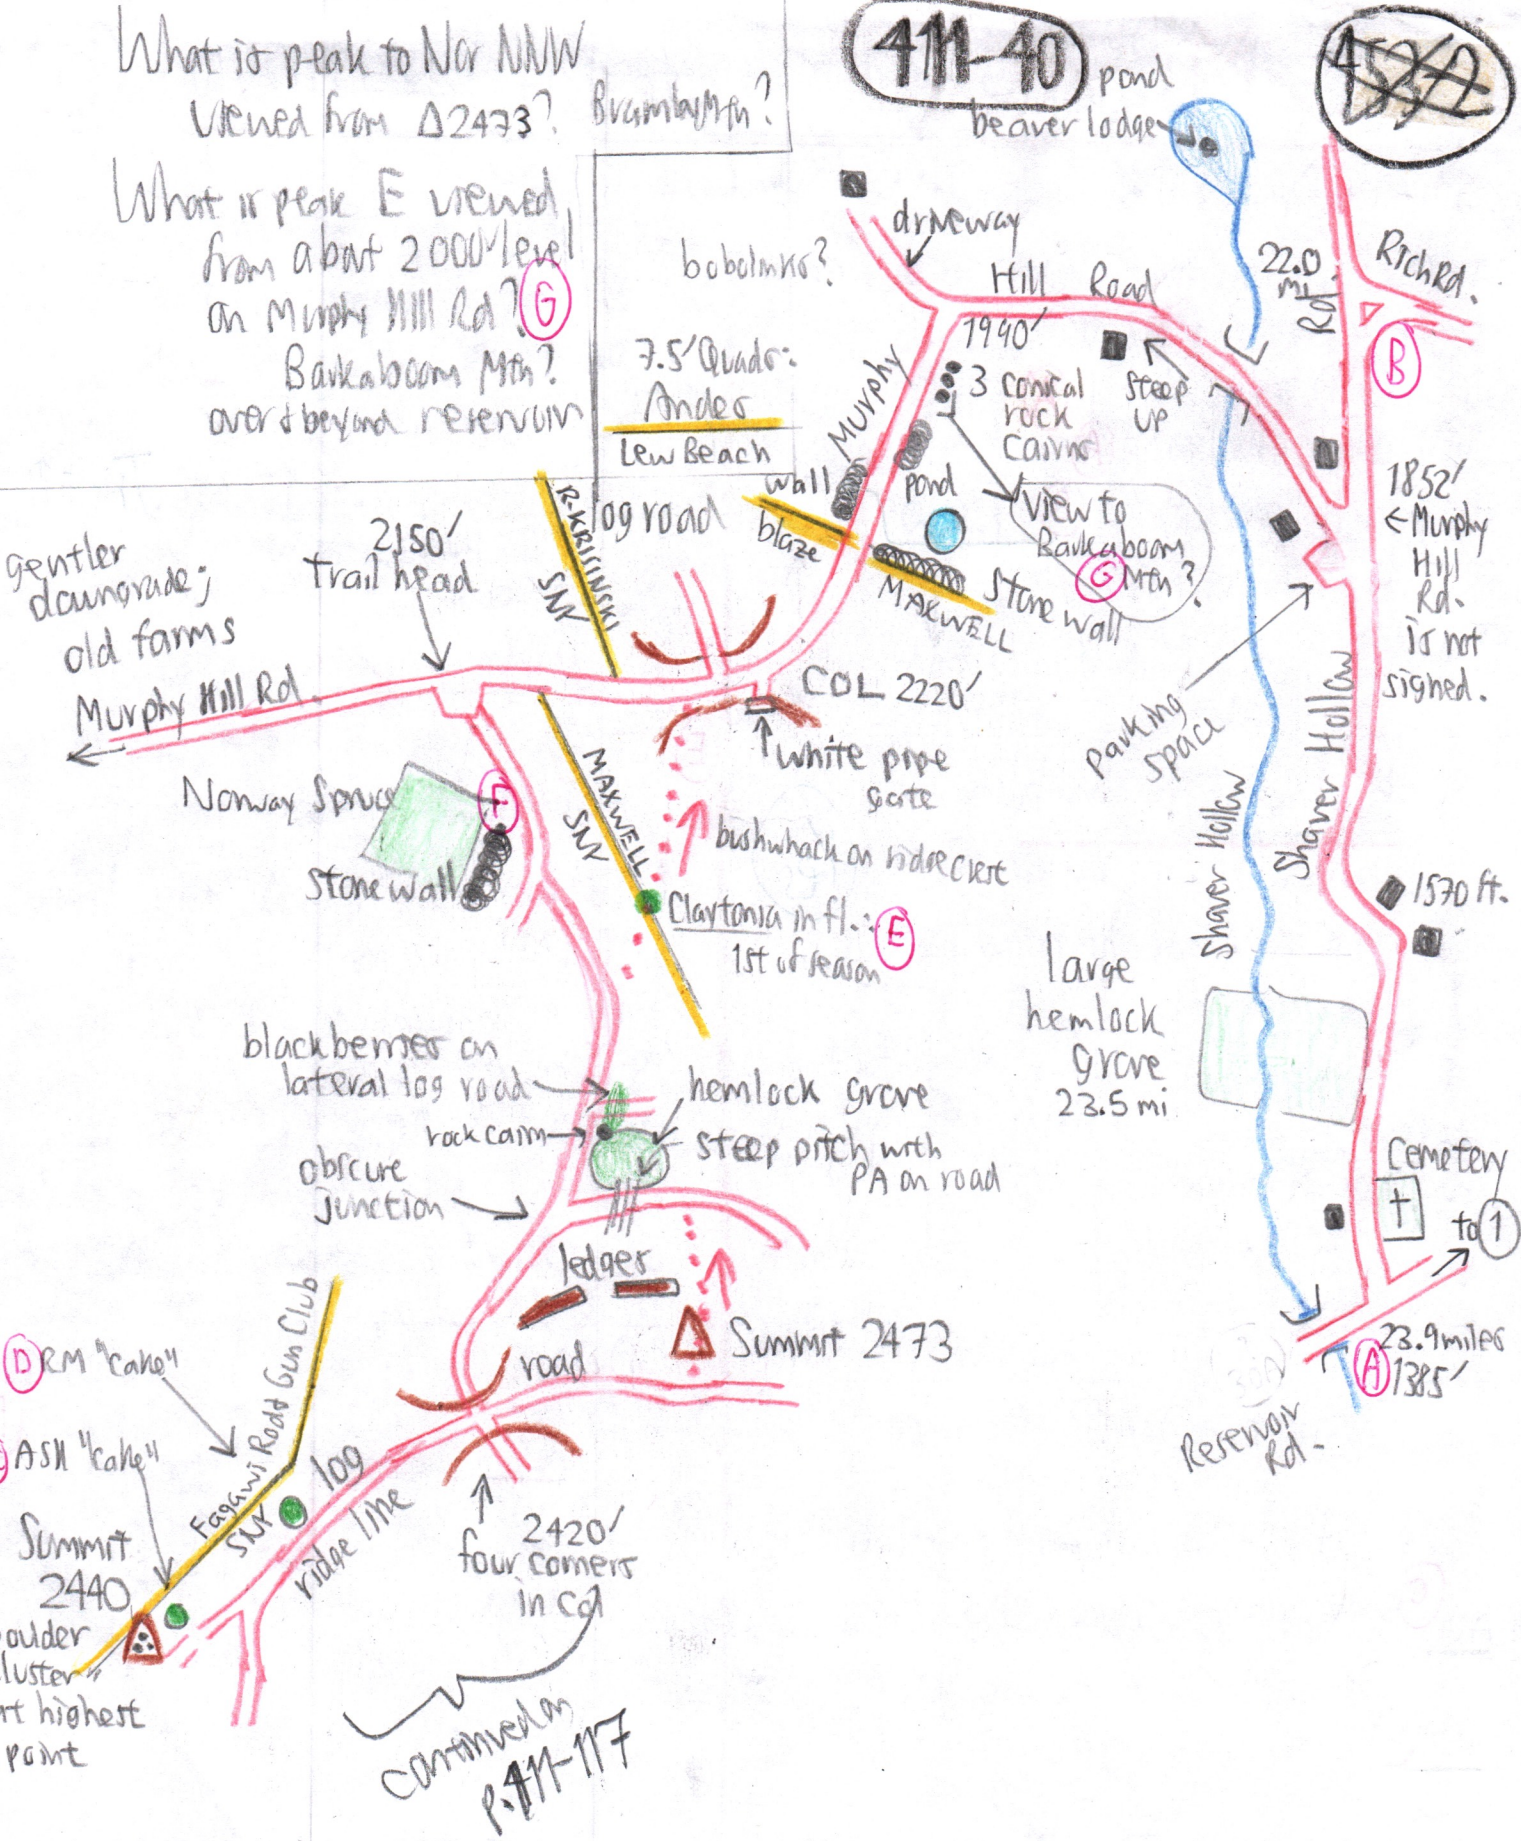 What is peak to N or NNW
viewed from Δ2473?
Bramley Mtn?
What is peak E viewed
from about 2000' level
on Murphy Hill Rd? G
Barkaboom Mtn?
over & beyond reservoir
411-40
pond
beaver lodge
bobolinks?
7.5' Quads:
Andes
Lew Beach
driveway
Hill Road
1940'
22.0
mi
Rd
Rich Rd.
B
Murphy
3 conical
rock
cairns
steep
up
wall
blaze
pond
View to
Barkaboom
G Mtn?
1852'
←Murphy
Hill
Rd.
is not
signed.
R-KRISINSKI
SNY
log road
MAXWELL
stone wall
gentler
downgrade;
old farms
2150'
trail head
Murphy Hill Rd.
COL 2220'
white pipe
gate
parking
space
Shaver Hollow
Shaver Hollow
Norway Spruce
F
stone wall
MAXWELL
SNY
bushwhack on ridge crest
Claytonia in fl.: E
1st of season
1570 ft.
large
hemlock
grove
23.5 mi
blackberries on
lateral log road
rock cairn
hemlock grove
steep pitch with
PA on road
obscure
junction
Cemetery
to 1
ledges
Summit 2473
road
23.9 miles
A 1385'
Reservoir
Rd.
D RM "cake"
ASH "cake"
Fagawi Rod & Gun Club
SNY
log
ridge line
Summit
2440
2420'
four corners
in col
oulder
luster"
at highest
point
continued on
p. 411-117